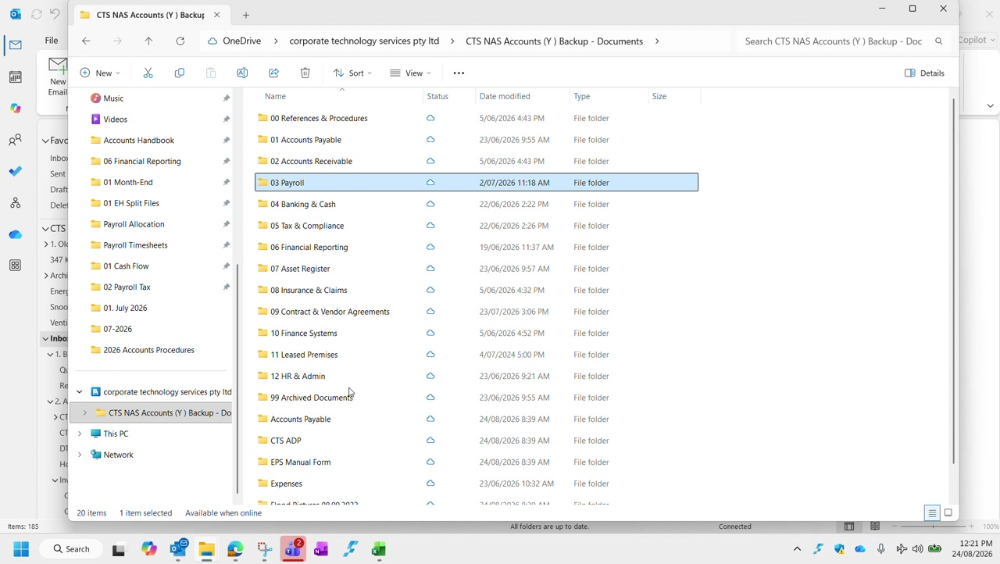 CTS NAS Accounts (Y ) Backup
OneDrive > corporate technology services pty ltd > CTS NAS Accounts (Y ) Backup - Documents >
Search CTS NAS Accounts (Y ) Backup - Doc
Copilot
File
New
Sort
View
Details
New
Email
Favo
Inbo
Sent
Draft
Delet
CTS
1. Old
347 K
Archi
Energ
Snoo
Venti
Inbo
1. B
Qu
Re
2. A
CT
CT
DT
Ho
Inv
Music
Videos
Accounts Handbook
06 Financial Reporting
01 Month-End
01 EH Split Files
Payroll Allocation
Payroll Timesheets
01 Cash Flow
02 Payroll Tax
01. July 2026
07-2026
2026 Accounts Procedures
corporate technology services pty ltd
CTS NAS Accounts (Y ) Backup - Do
This PC
Network
Name Status Date modified Type Size
00 References & Procedures 5/06/2026 4:43 PM File folder
01 Accounts Payable 23/06/2026 9:55 AM File folder
02 Accounts Receivable 5/06/2026 4:43 PM File folder
03 Payroll 2/07/2026 11:18 AM File folder
04 Banking & Cash 22/06/2026 2:22 PM File folder
05 Tax & Compliance 22/06/2026 2:26 PM File folder
06 Financial Reporting 19/06/2026 11:37 AM File folder
07 Asset Register 23/06/2026 9:57 AM File folder
08 Insurance & Claims 5/06/2026 4:32 PM File folder
09 Contract & Vendor Agreements 23/07/2026 3:06 PM File folder
10 Finance Systems 5/06/2026 4:52 PM File folder
11 Leased Premises 4/07/2024 5:00 PM File folder
12 HR & Admin 23/06/2026 9:21 AM File folder
99 Archived Documents 23/06/2026 9:55 AM File folder
Accounts Payable 24/08/2026 8:39 AM File folder
CTS ADP 24/08/2026 8:39 AM File folder
EPS Manual Form 24/08/2026 8:39 AM File folder
Expenses 23/06/2026 10:32 AM File folder
20 items 1 item selected Available when online
Items: 185
All folders are up to date.
Connected
100%
Search
2
12:21 PM
24/08/2026